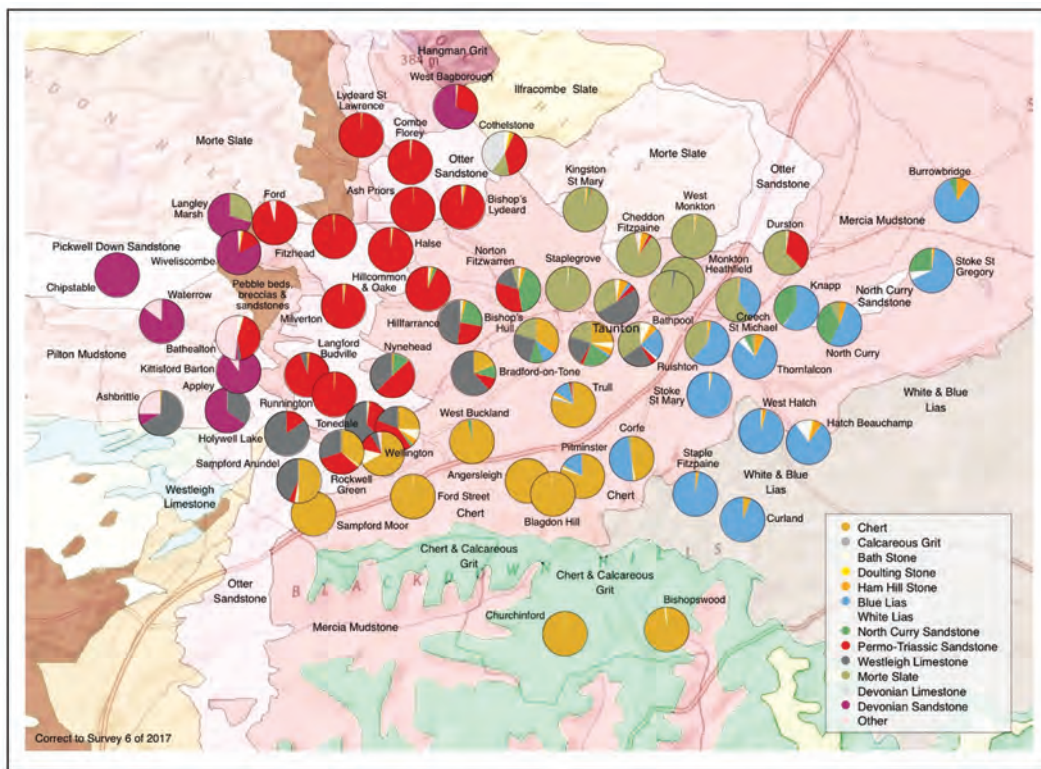 Hangman Grit
384 m
West Bagborough
Ilfracombe Slate
Lydeard St
Lawrence
Combe
Florey
Cothelstone
Morte Slate
Otter
Sandstone
Kingston
St Mary
Morte Slate
Otter
Sandstone
Burrowbridge
Ford
Langley
Marsh
Ash Priors
Bishop's
Lydeard
Cheddon
Fitzpaine
West
Monkton
Mercia Mudstone
Durston
Pickwell Down Sandstone
Wiveliscombe
Fitzhead
Halse
Norton
Fitzwarren
Staplegrove
Monkton
Heathfield
Stoke St
Gregory
Chipstable
Pebble beds,
breccias &
sandstones
Hillcommon
& Oake
Knapp
North Curry
Sandstone
Waterrow
Milverton
Hillfarrance
Bishop's
Hull
Taunton
Bathpool
Creech
St Michael
North Curry
Bathealton
Pilton Mudstone
Langford
Budville
Nynehead
Kittisford Barton
Bradford-on-Tone
Ruishton
Thornfalcon
Appley
Trull
Stoke
St Mary
White & Blue
Lias
Ashbrittle
Runnington
West Buckland
West Hatch
Hatch Beauchamp
Holywell Lake
Tonedale
Corfe
Wellington
Pitminster
Sampford Arundel
Angersleigh
Staple
Fitzpaine
White & Blue
Lias
Rockwell
Green
Westleigh
Limestone
Ford Street
Chert
Chert
Sampford Moor
Blagdon Hill
Curland
Chert & Calcareous
Grit
Otter
Sandstone
B L A C K D O W N H I L L S
Chert & Calcareous
Grit
Mercia Mudstone
Churchinford
Bishopswood
Chert
Calcareous Grit
Bath Stone
Doulting Stone
Ham Hill Stone
Blue Lias
White Lias
North Curry Sandstone
Permo-Triassic Sandstone
Westleigh Limestone
Morte Slate
Devonian Limestone
Devonian Sandstone
Other
Correct to Survey 6 of 2017